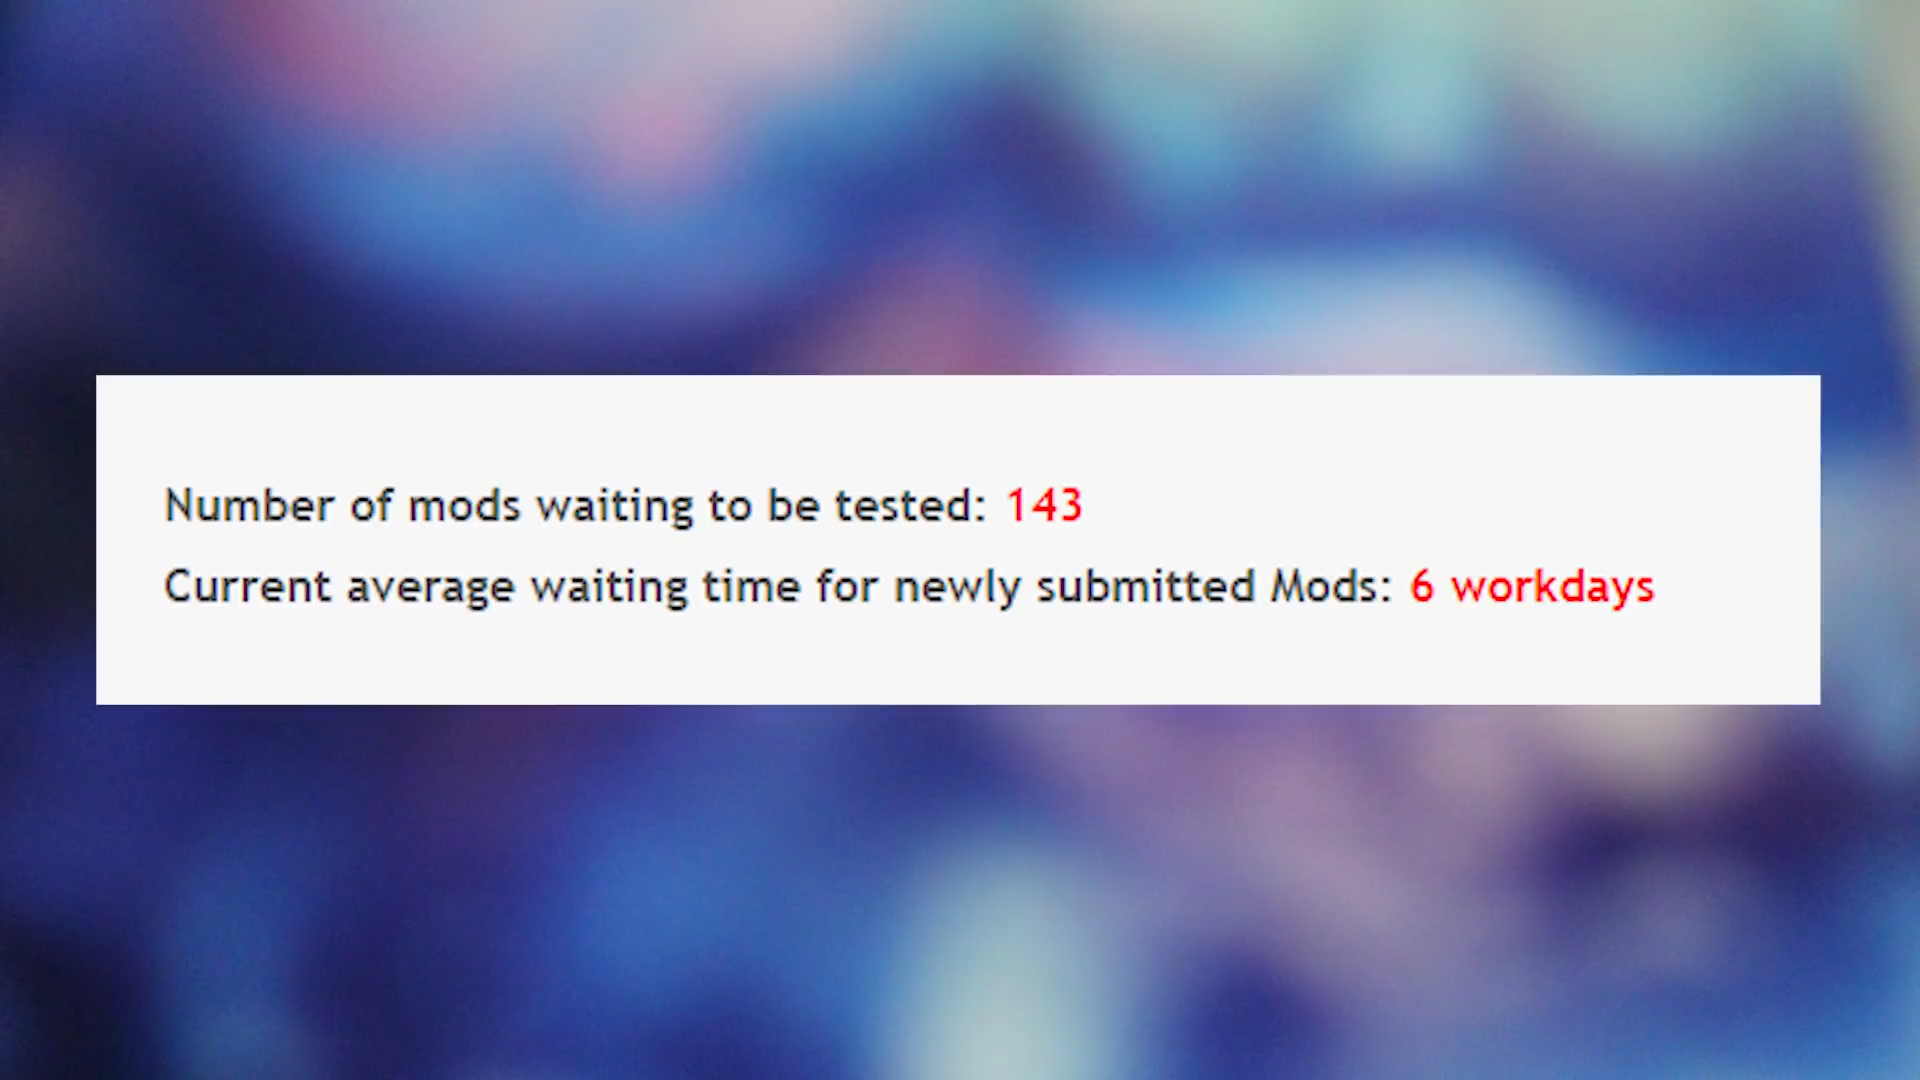 Number of mods waiting to be tested: 143
Current average waiting time for newly submitted Mods: 6 workdays